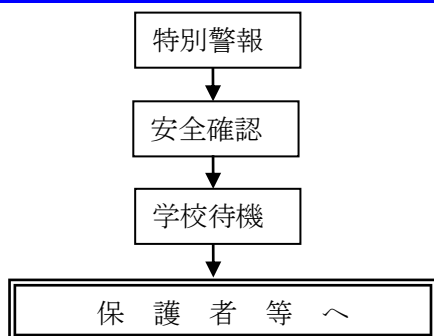 特別警報
安全確認
学校待機
保 護 者 等 へ